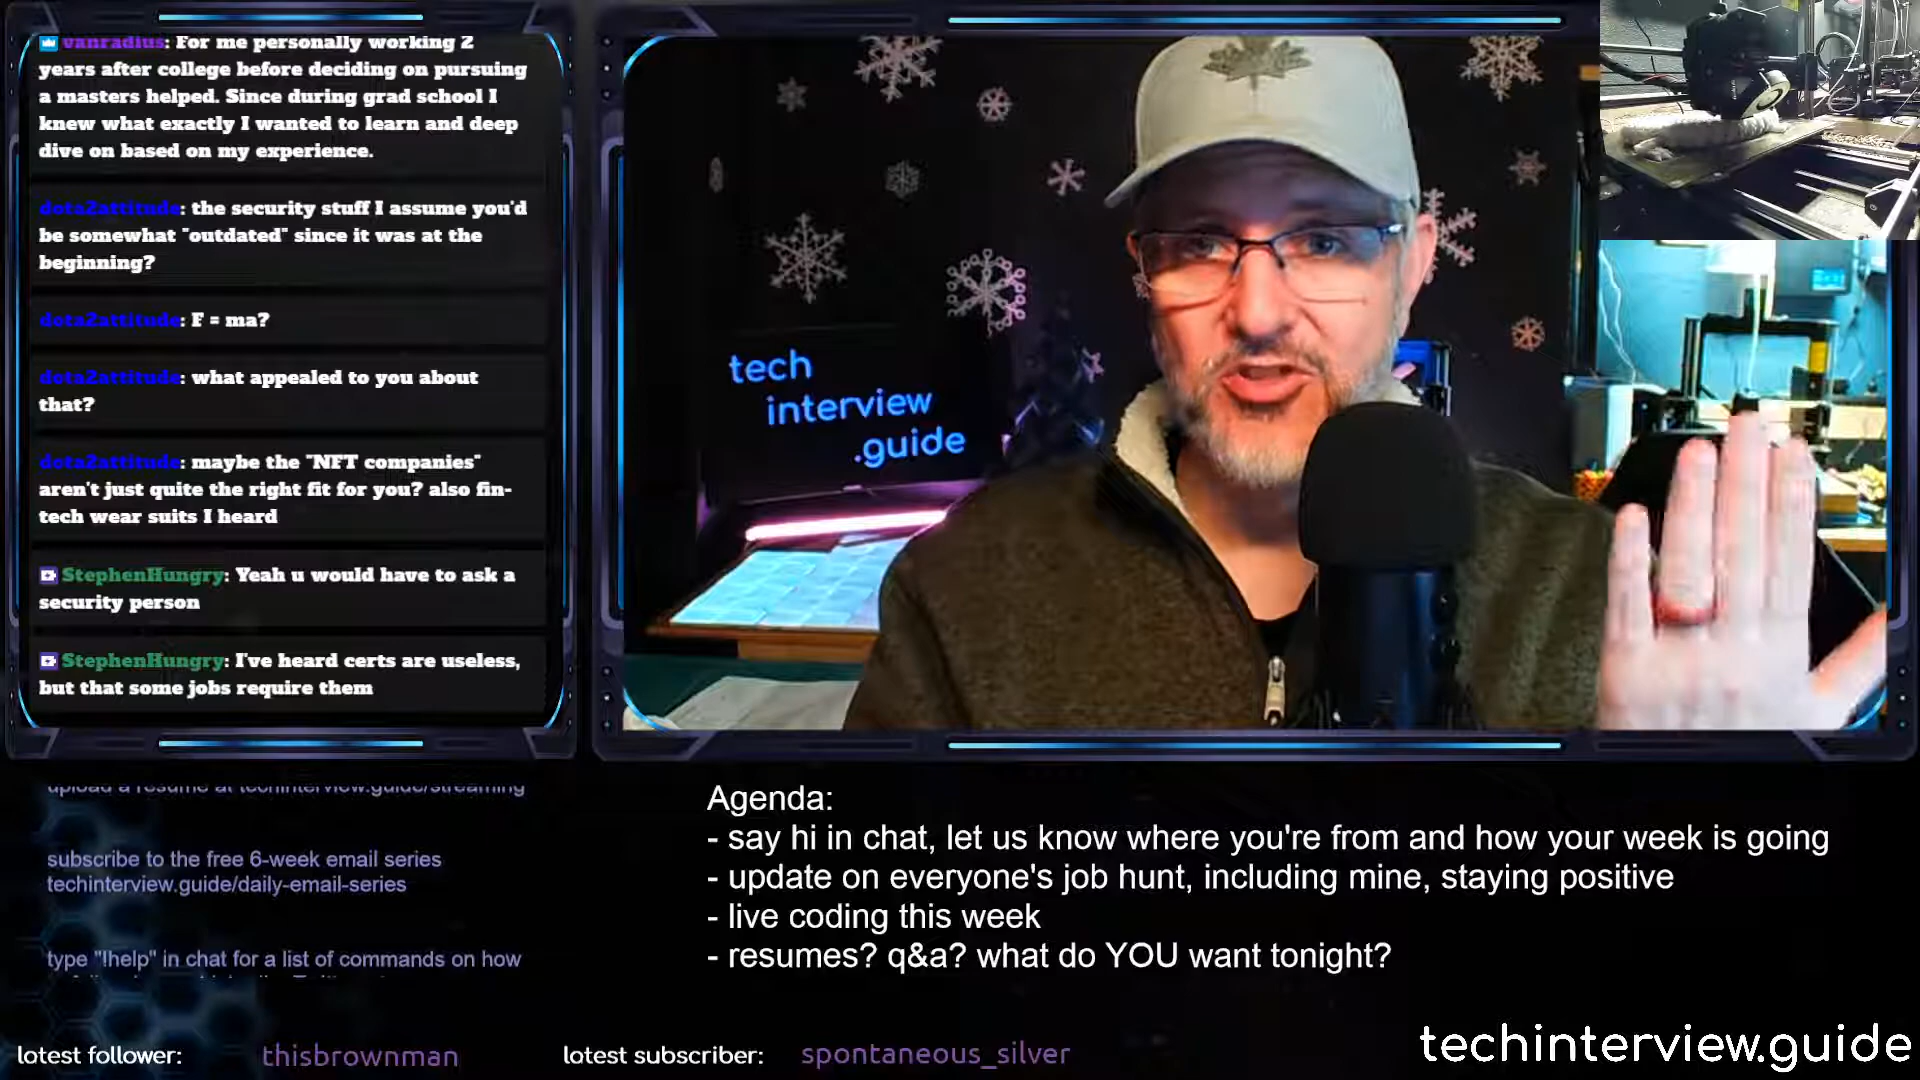 vanradius: For me personally working 2
years after college before deciding on pursuing
a masters helped. Since during grad school I
knew what exactly I wanted to learn and deep
dive on based on my experience.
dota2attitude: the security stuff I assume you'd
be somewhat "outdated" since it was at the
beginning?
dota2attitude: F = ma?
dota2attitude: what appealed to you about
that?
dota2attitude: maybe the "NFT companies"
aren't just quite the right fit for you? also fin-
tech wear suits I heard
StephenHungry: Yeah u would have to ask a
security person
StephenHungry: I've heard certs are useless,
but that some jobs require them
tech
interview
.guide
upload a resume at techinterview.guide/streaming
subscribe to the free 6-week email series
techinterview.guide/daily-email-series
type "!help" in chat for a list of commands on how
Agenda:
- say hi in chat, let us know where you're from and how your week is going
- update on everyone's job hunt, including mine, staying positive
- live coding this week
- resumes? q&a? what do YOU want tonight?
latest follower: thisbrownman
latest subscriber: spontaneous_silver
techinterview.guide